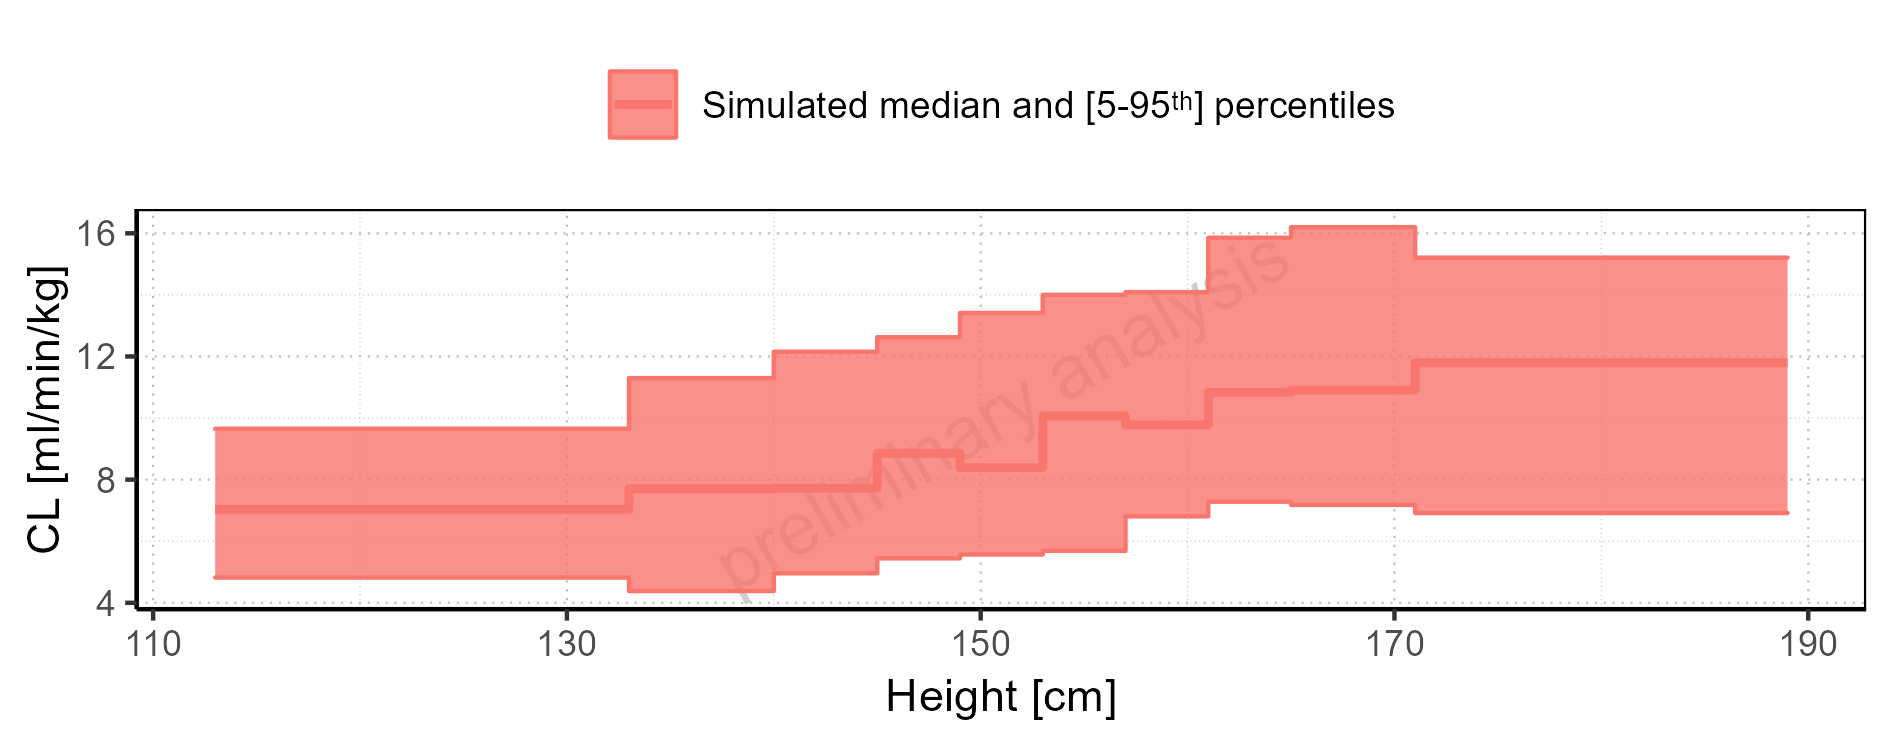 Simulated median and [5-95th] percentiles
16
12
8
4
CL [ml/min/kg]
preliminary analysis
110 130 150 170 190
Height [cm]